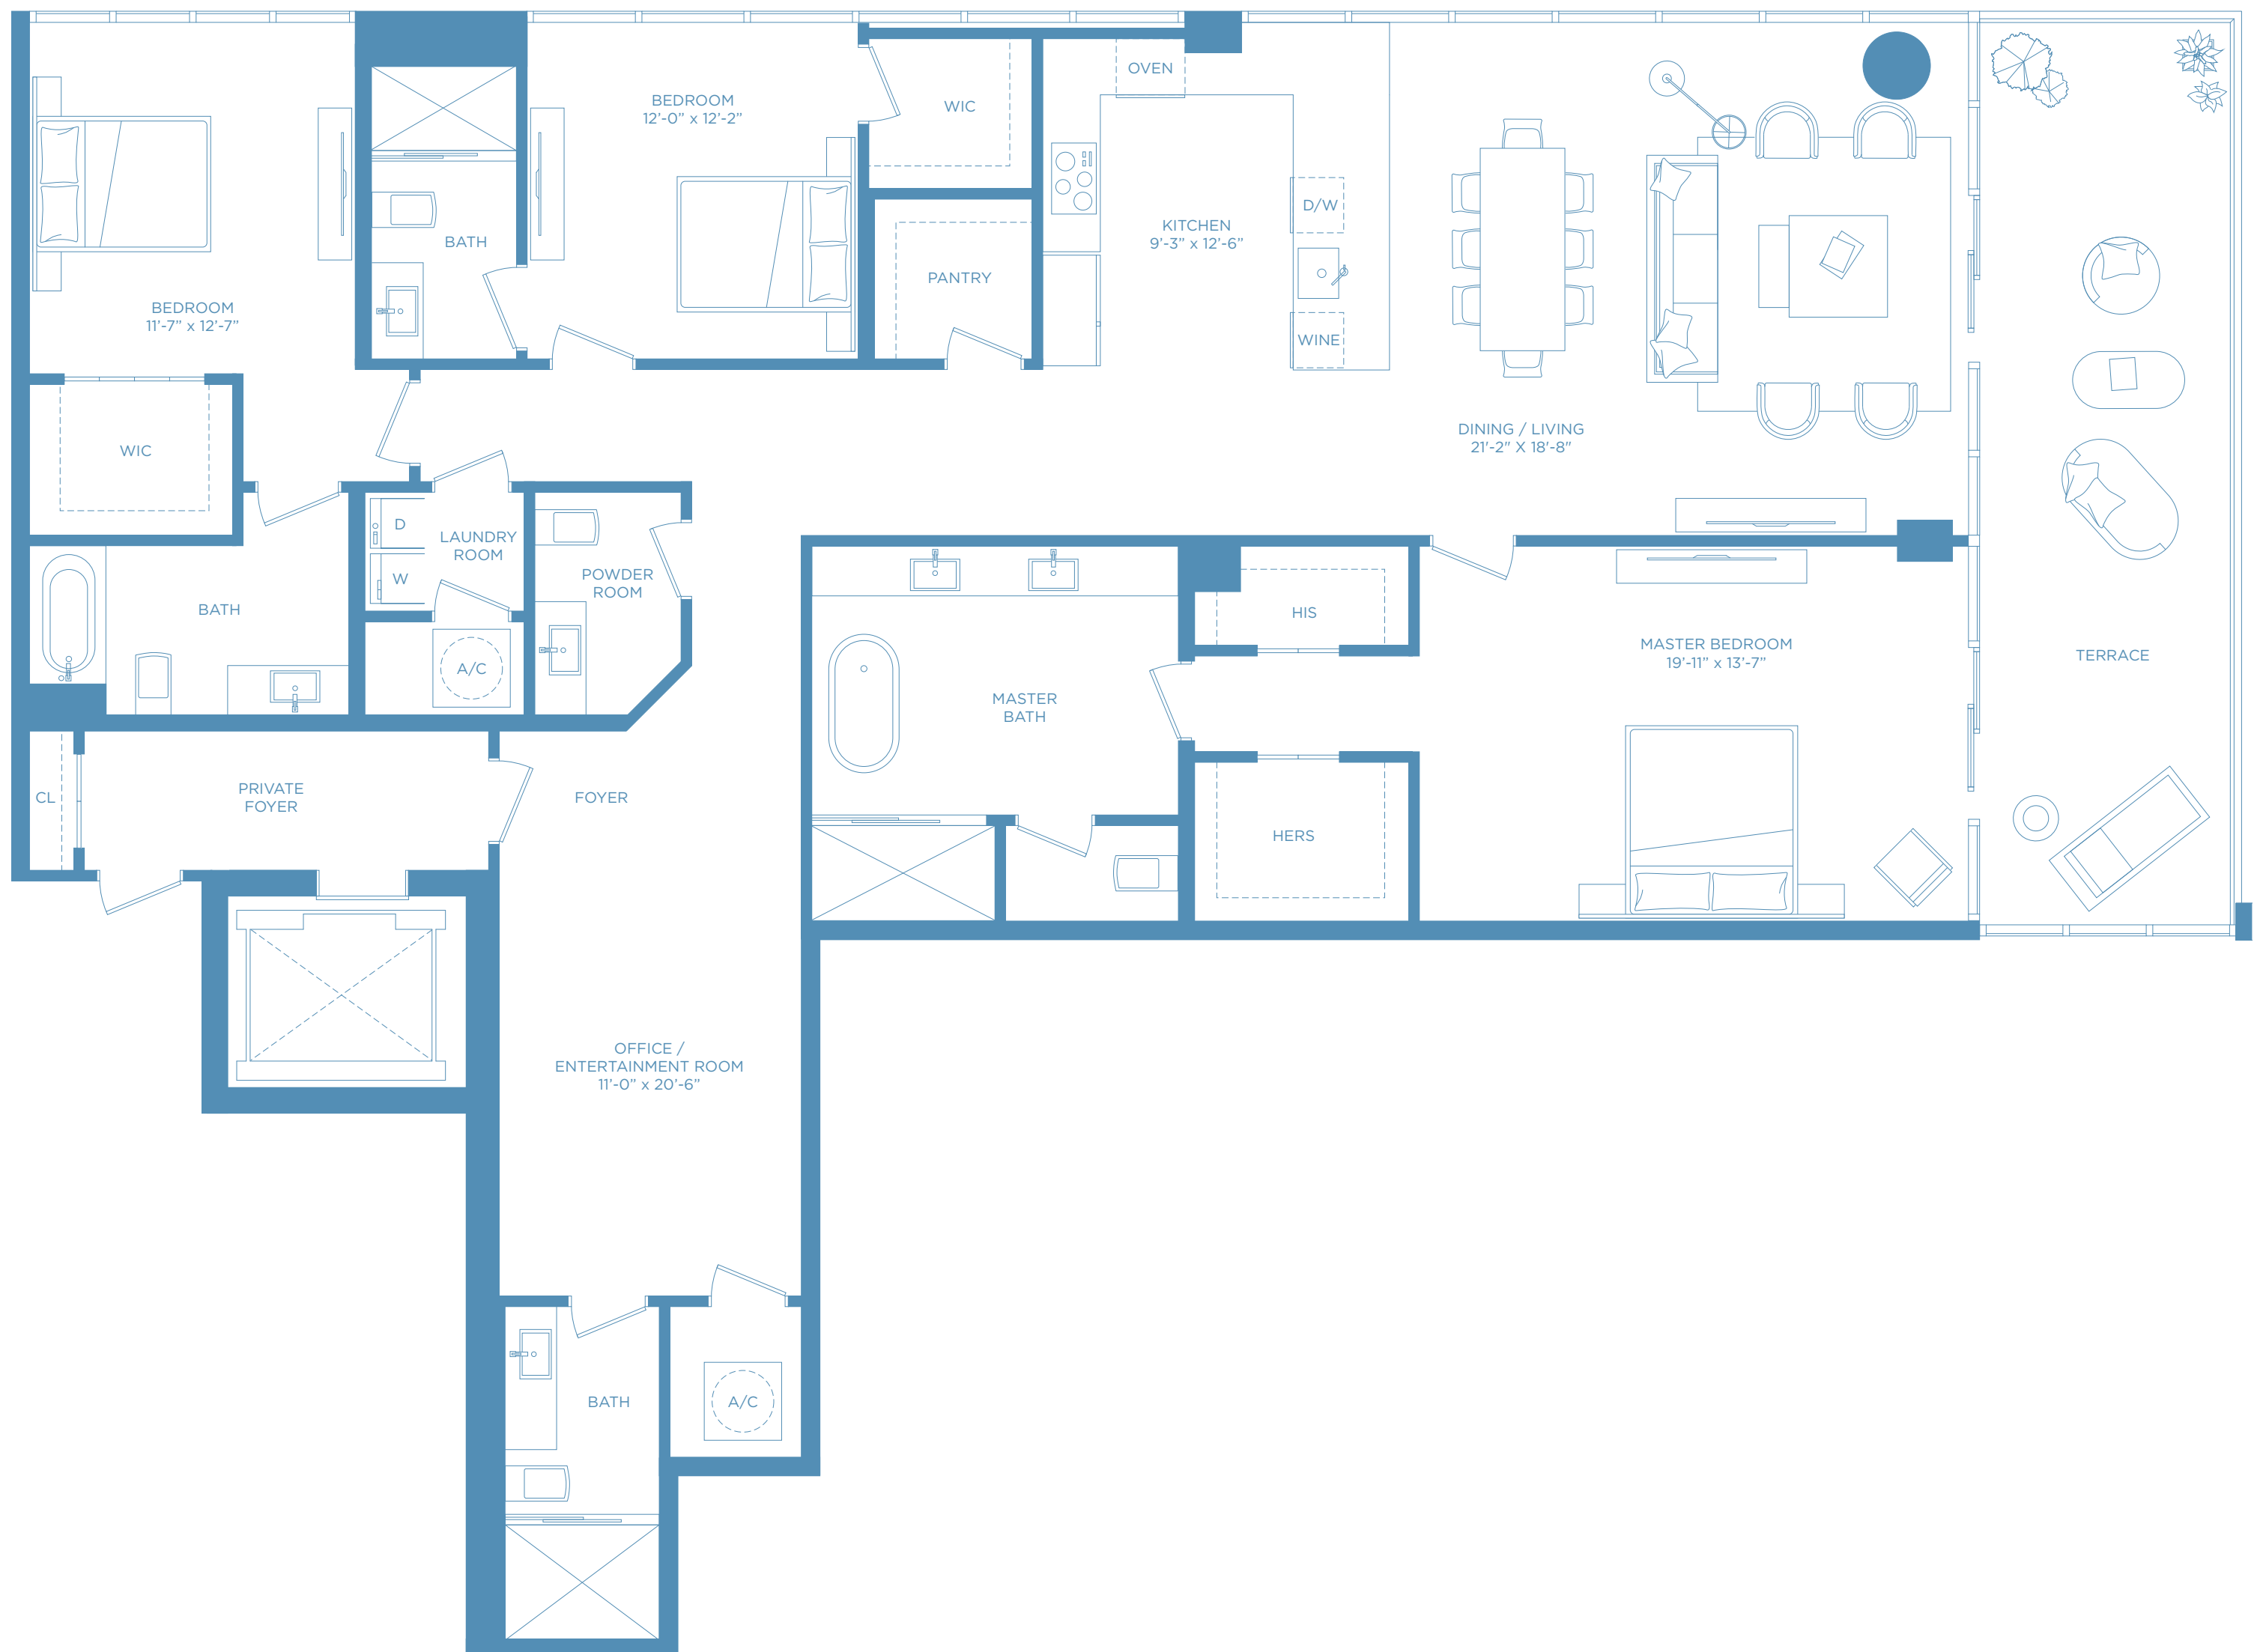 OVEN
BEDROOM
12'-0” x 12'-2”
WIC
D/W
KITCHEN
9'-3” x 12'-6”
BATH
PANTRY
BEDROOM
11'-7” x 12'-7”
WINE
DINING / LIVING
21'-2" X 18'-8"
WIC
D
LAUNDRY
ROOM
W
POWDER
ROOM
BATH
HIS
MASTER BEDROOM
19'-11” x 13'-7”
TERRACE
A/C
MASTER
BATH
PRIVATE
FOYER
CL
FOYER
HERS
OFFICE /
ENTERTAINMENT ROOM
11'-0” x 20'-6”
BATH
A/C